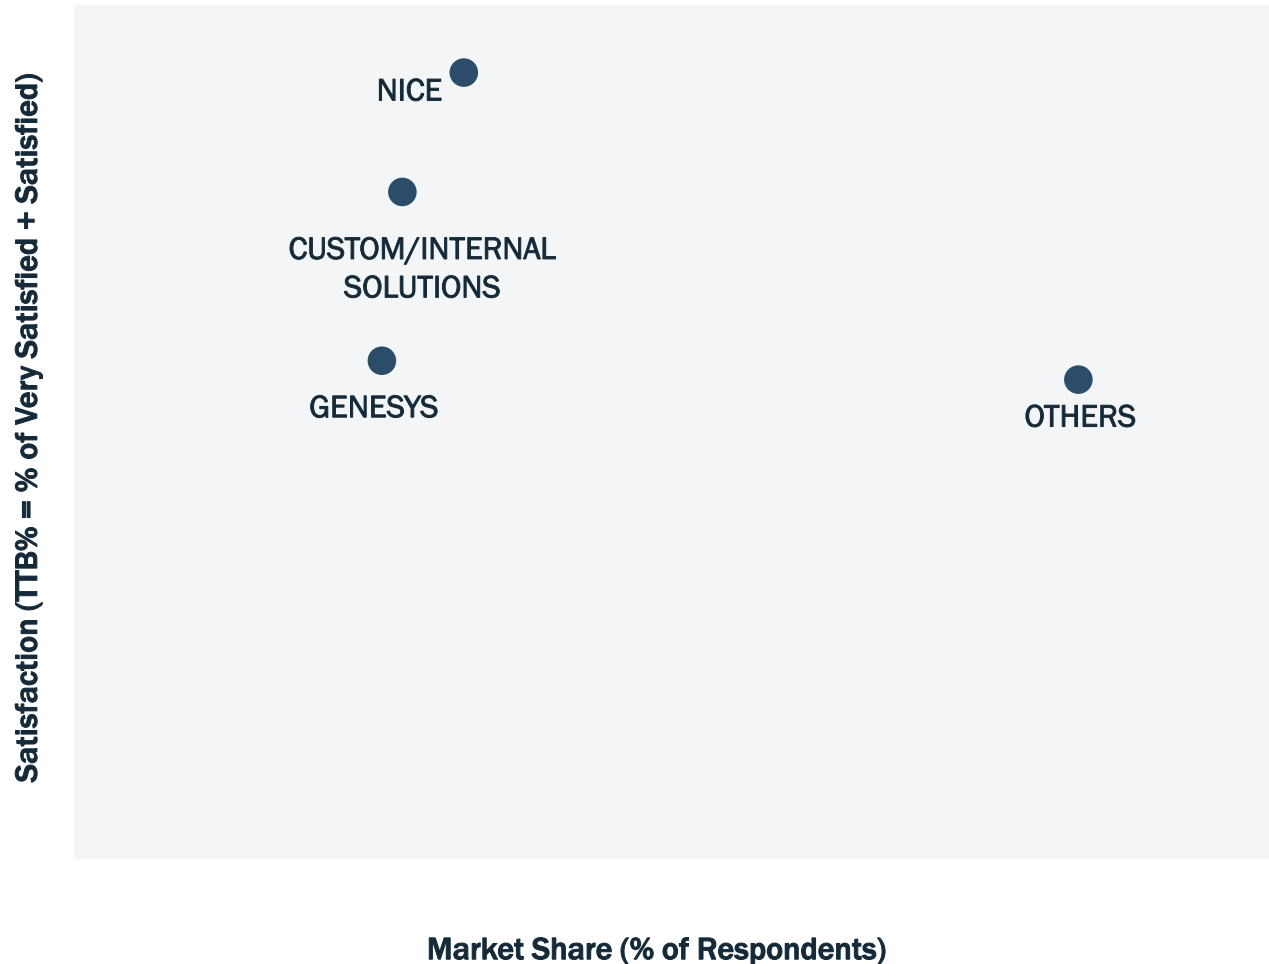 Satisfaction (TTB% = % of Very Satisfied + Satisfied)
NICE
CUSTOM/INTERNAL
SOLUTIONS
GENESYS
OTHERS
Market Share (% of Respondents)